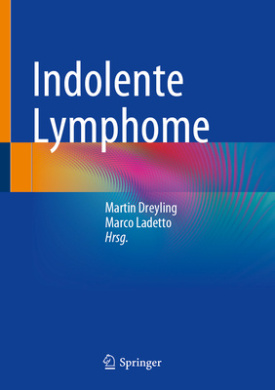 Indolente
Lymphome
Martin Dreyling
Marco Ladetto
Hrsg.
Springer